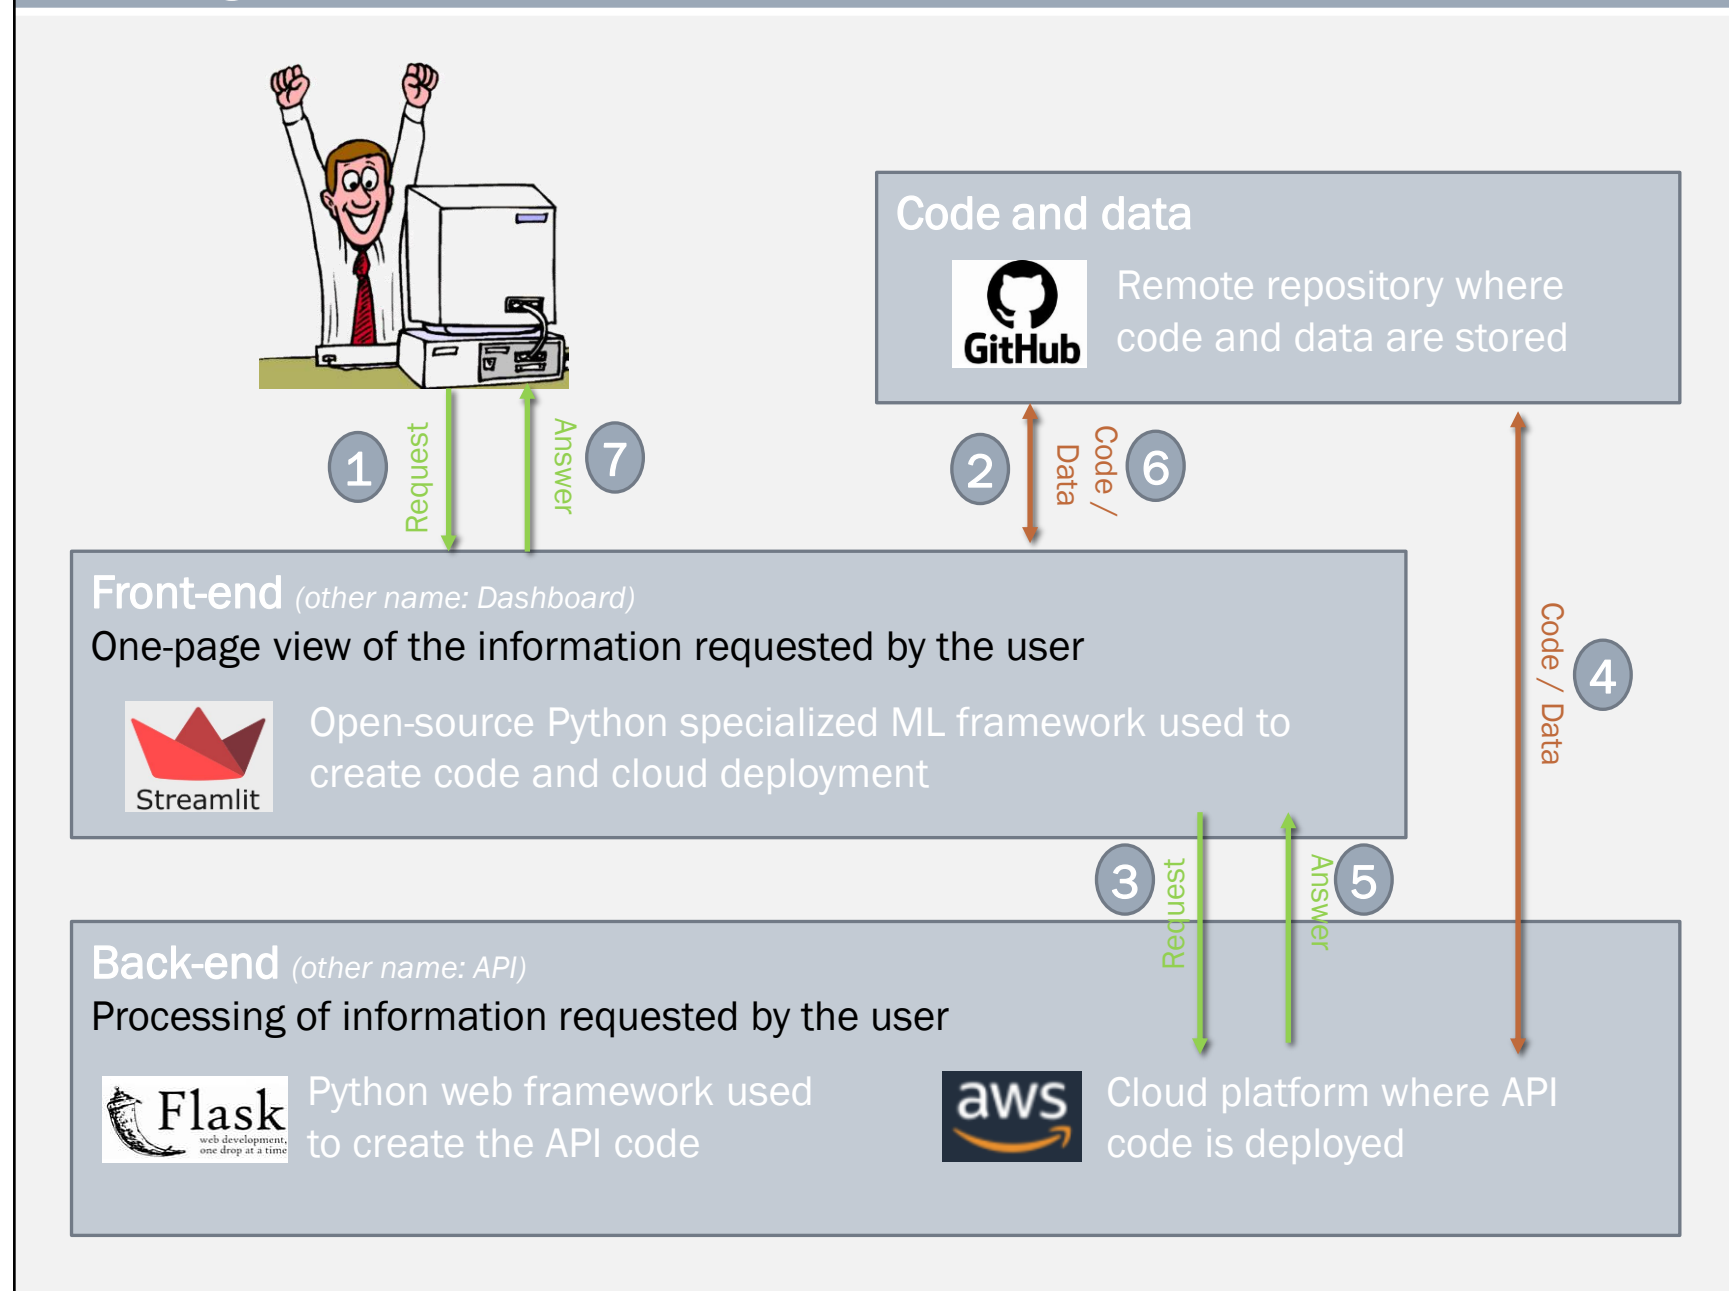 Code and data
GitHub
Remote repository where
code and data are stored
1
Request
Answer
7
2
Code /
Data
6
Front-end (other name: Dashboard)
One-page view of the information requested by the user
Streamlit
Open-source Python specialized ML framework used to
create code and cloud deployment
Code / Data
4
3
Request
Answer
5
Back-end (other name: API)
Processing of information requested by the user
Flask
web development,
one drop at a time
Python web framework used
to create the API code
aws
Cloud platform where API
code is deployed